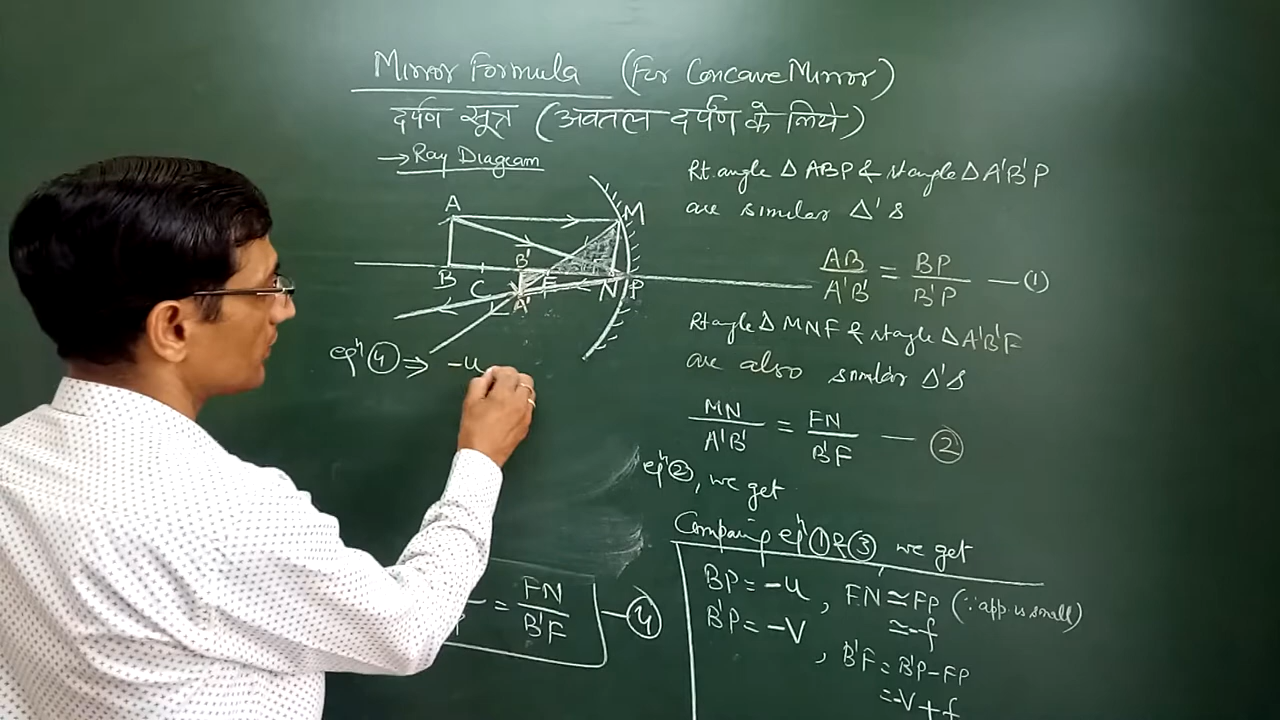 Mirror Formula (For Concave Mirror)
दर्पण सूत्र (अवतल दर्पण के लिये)
→ Ray Diagram
A
M
B
C
B'
F
N
P
A'
eqⁿ ④ ⇒ -u
= FN / B'F — ④
Rt. angle Δ ABP & rt angle Δ A'B'P
are similar Δ's
AB / A'B' = BP / B'P — ①
Rt angle Δ MNF & rt angle Δ A'B'F
are also similar Δ's
MN / A'B' = FN / B'F — ②
eqⁿ ②, we get
Comparing eqⁿ ① & ③, we get
BP = -u, FN ≃ FP (∵ app. is small)
≃ -f
B'P = -V, B'F = B'P - FP
= -V + f